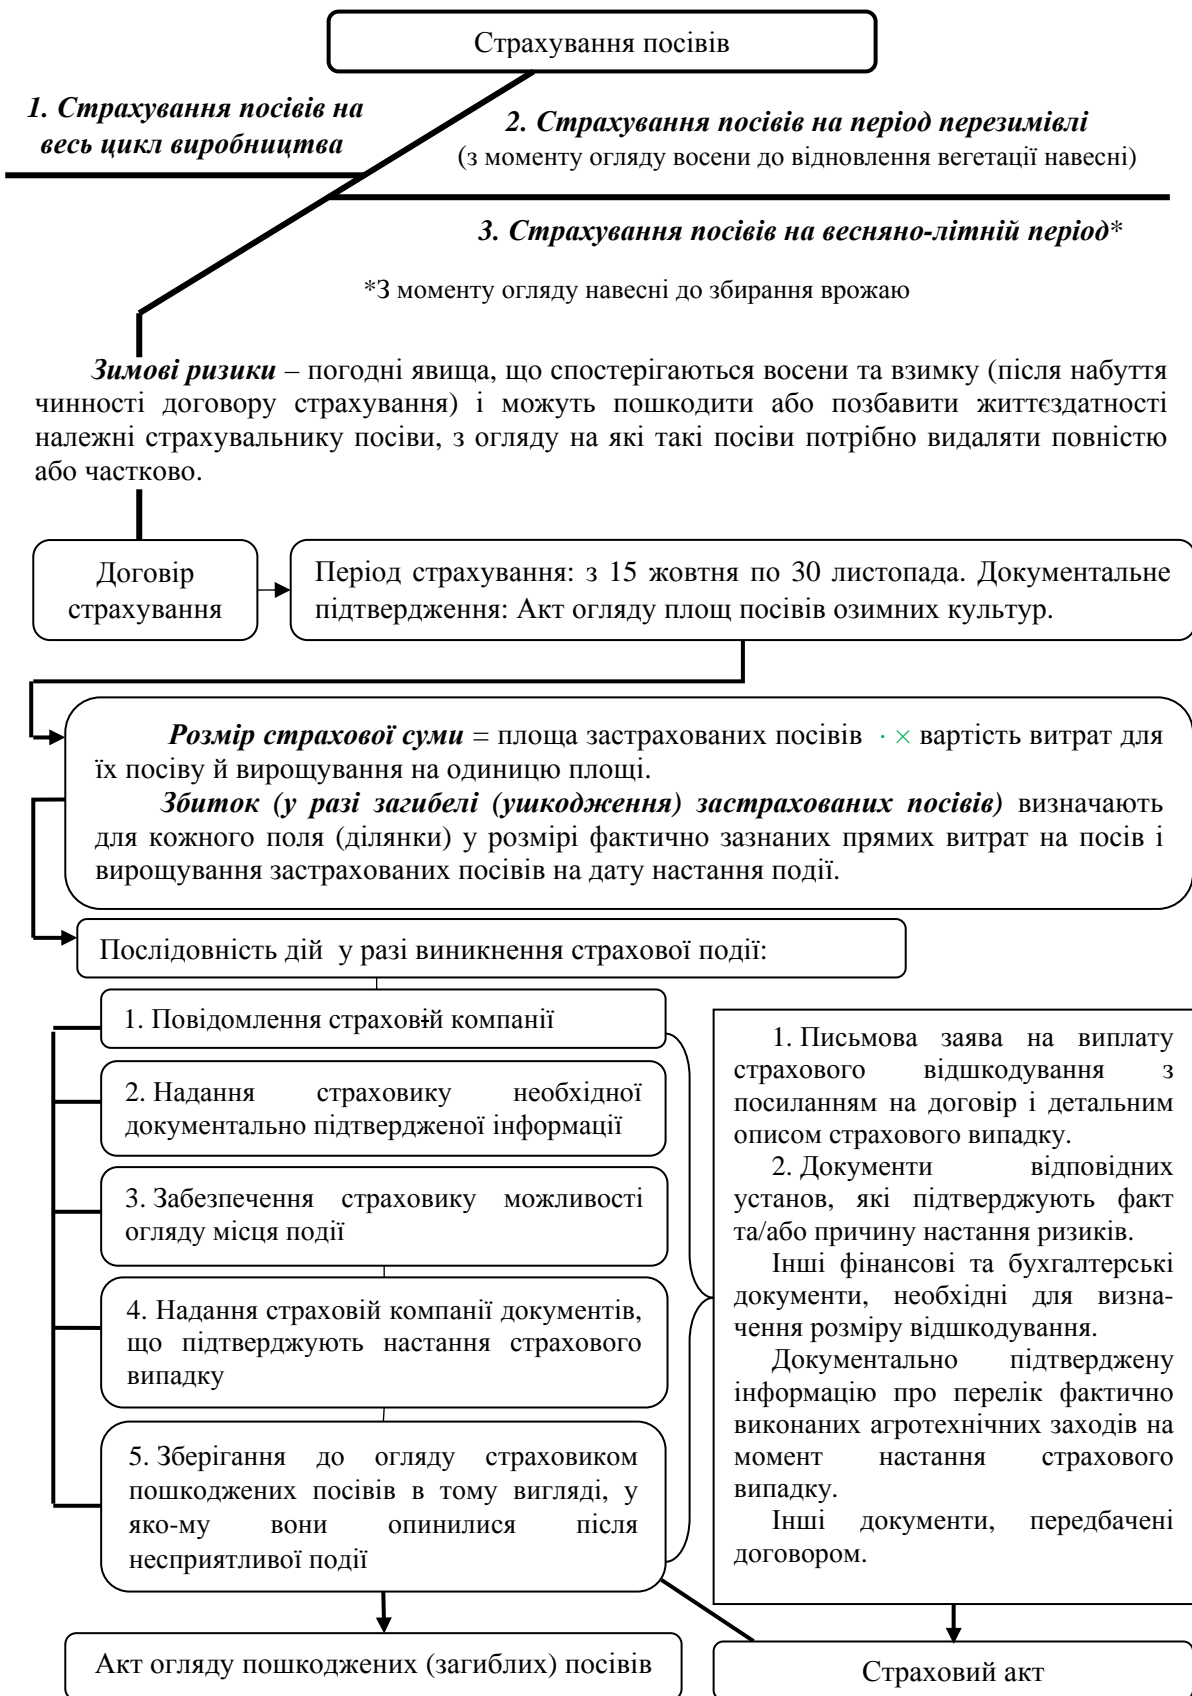 Страхування посівів
1. Страхування посівів на
весь цикл виробництва
2. Страхування посівів на період перезимівлі
(з моменту огляду восени до відновлення вегетації навесні)
3. Страхування посівів на весняно-літній період*
*З моменту огляду навесні до збирання врожаю
Зимові ризики – погодні явища, що спостерігаються восени та взимку (після набуття
чинності договору страхування) і можуть пошкодити або позбавити життєздатності
належні страхувальнику посіви, з огляду на які такі посіви потрібно видаляти повністю
або частково.
Договір
страхування
Період страхування: з 15 жовтня по 30 листопада. Документальне
підтвердження: Акт огляду площ посівів озимних культур.
Розмір страхової суми = площа застрахованих посівів · × вартість витрат для
їх посіву й вирощування на одиницю площі.
Збиток (у разі загибелі (ушкодження) застрахованих посівів) визначають
для кожного поля (ділянки) у розмірі фактично зазнаних прямих витрат на посів і
вирощування застрахованих посівів на дату настання події.
Послідовність дій у разі виникнення страхової події:
1. Повідомлення страховій компанії
2. Надання страховику необхідної
документально підтвердженої інформації
3. Забезпечення страховику можливості
огляду місця події
4. Надання страховій компанії документів,
що підтверджують настання страхового
випадку
5. Зберігання до огляду страховиком
пошкоджених посівів в тому вигляді, у
яко-му вони опинилися після
несприятливої події
1. Письмова заява на виплату
страхового відшкодування з
посиланням на договір і детальним
описом страхового випадку.
2. Документи відповідних
установ, які підтверджують факт
та/або причину настання ризиків.
Інші фінансові та бухгалтерські
документи, необхідні для визна-
чення розміру відшкодування.
Документально підтверджену
інформацію про перелік фактично
виконаних агротехнічних заходів на
момент настання страхового
випадку.
Інші документи, передбачені
договором.
Акт огляду пошкоджених (загиблих) посівів
Страховий акт